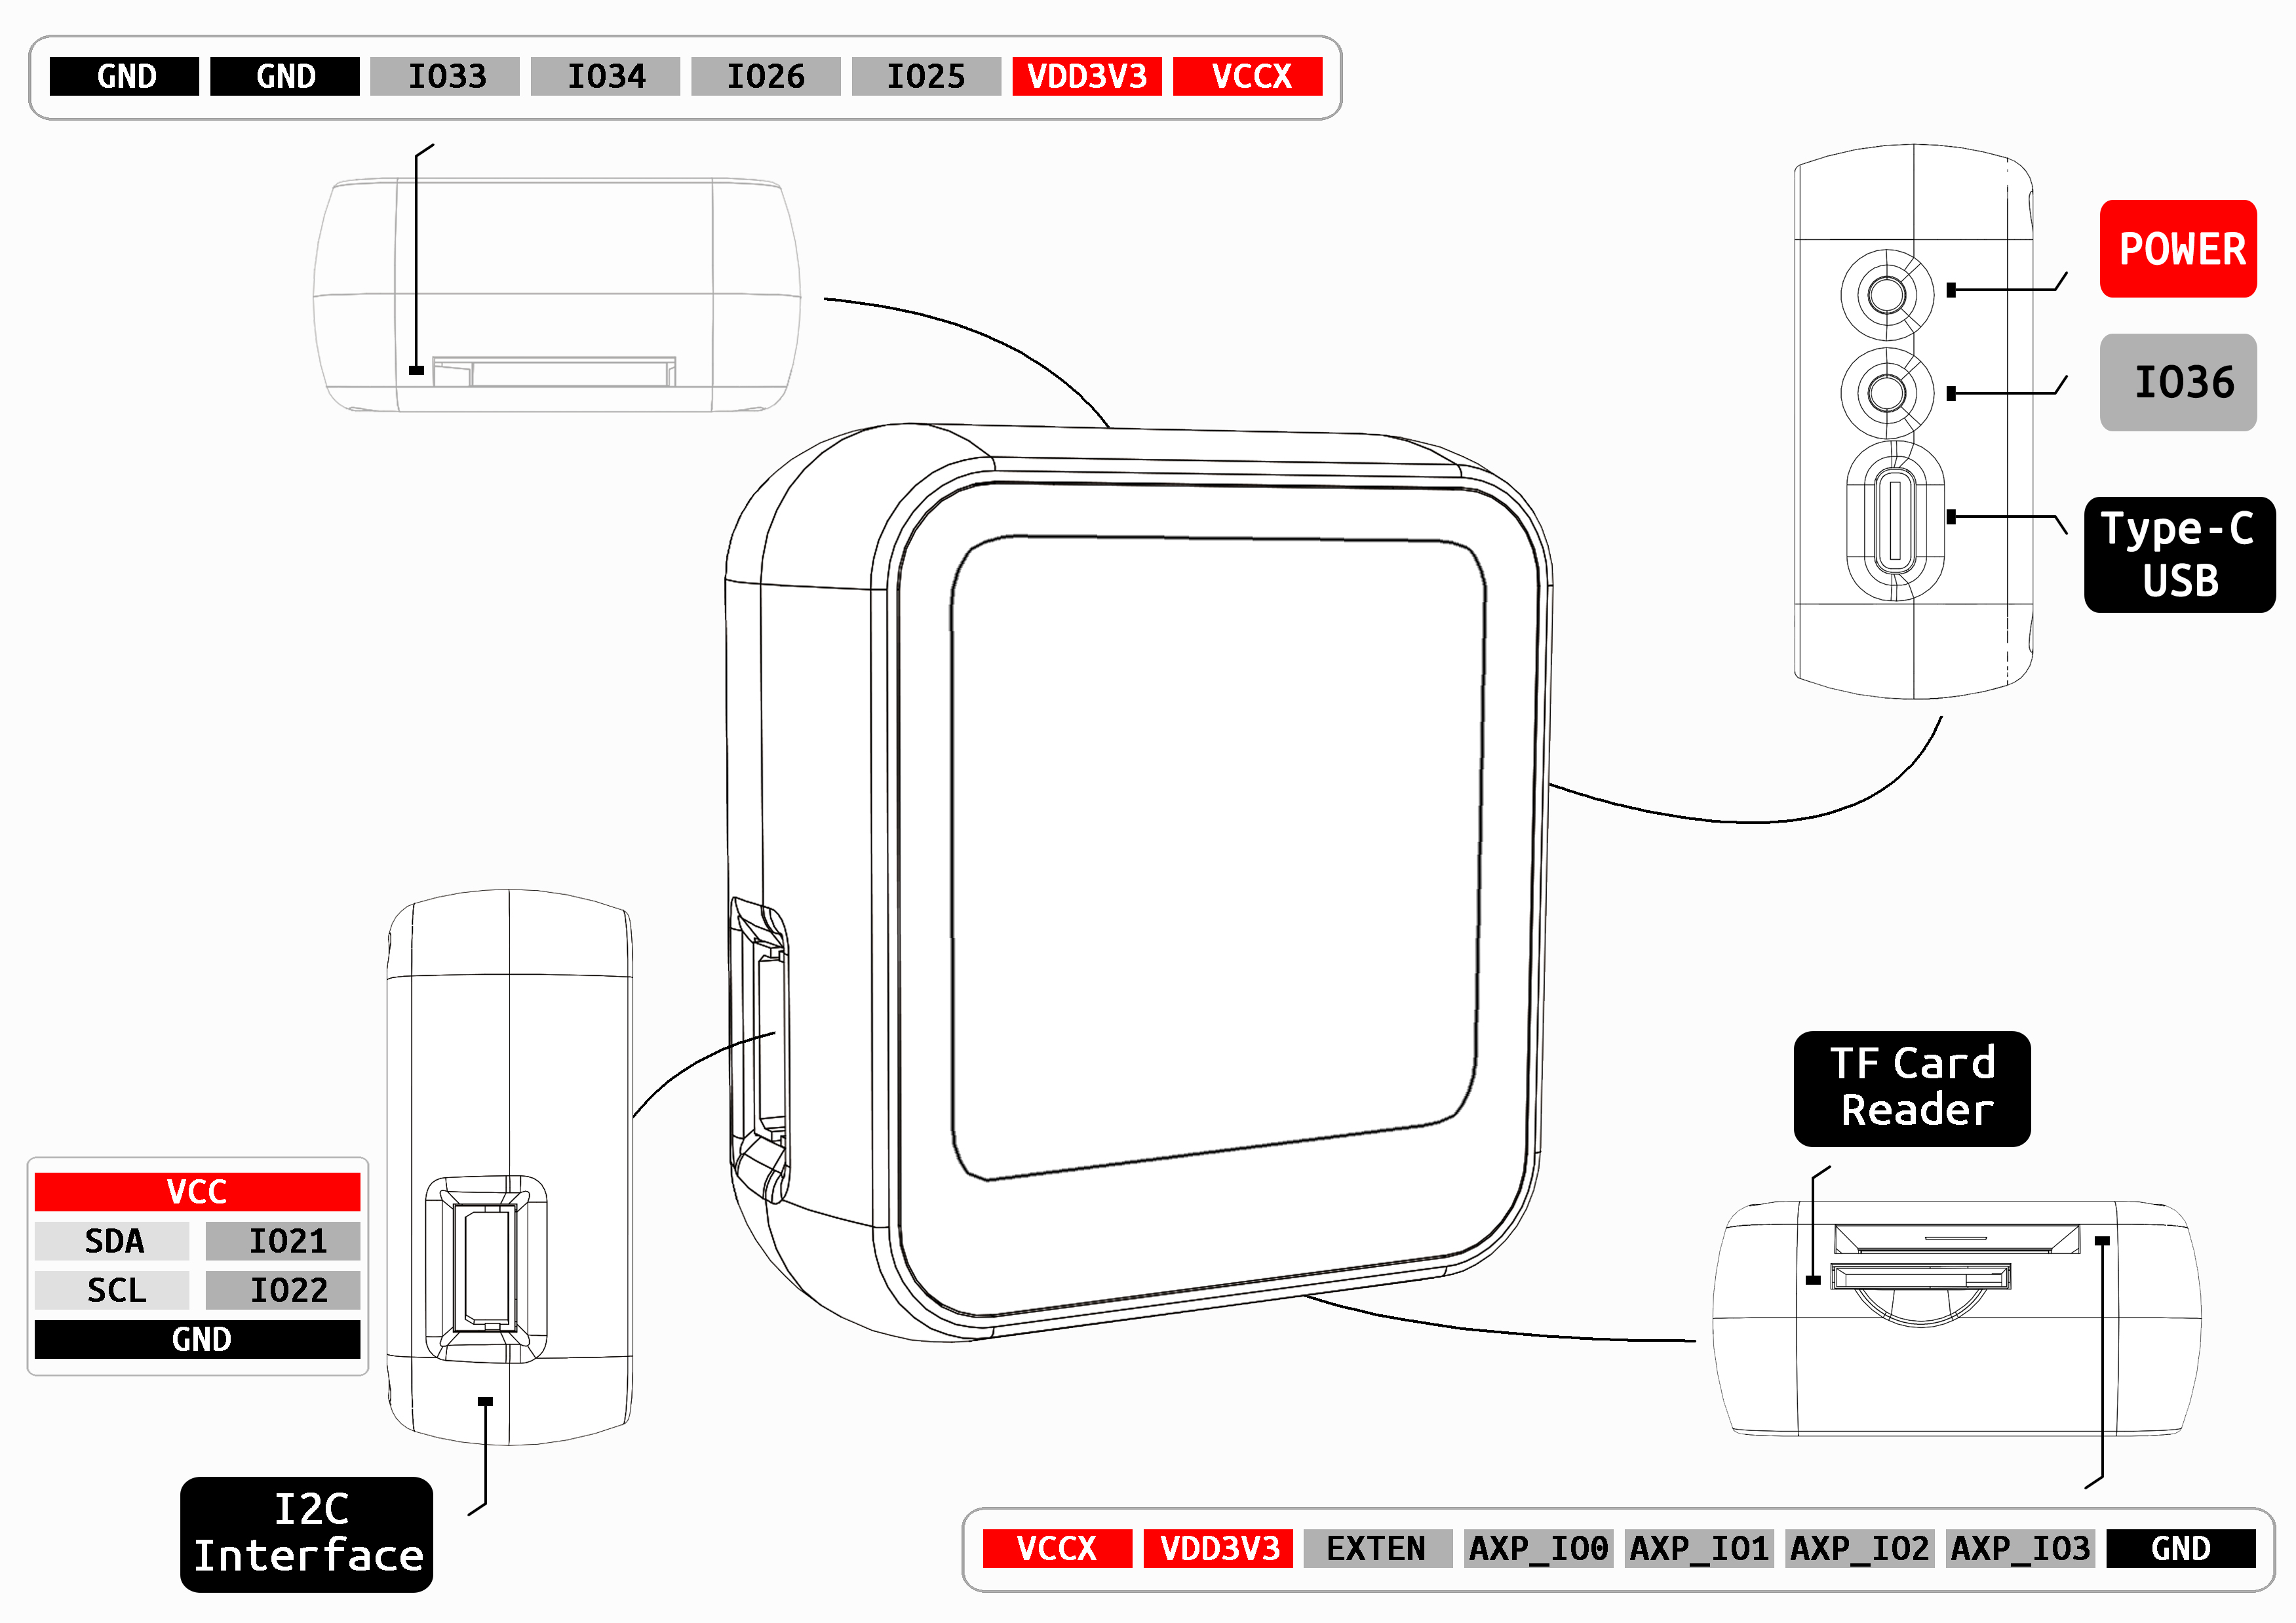 GND GND IO33 IO34 IO26 IO25 VDD3V3 VCCX
POWER
IO36
Type-C
USB
VCC
SDA IO21
SCL IO22
GND
I2C
Interface
TF Card
Reader
VCCX VDD3V3 EXTEN AXP_IO0 AXP_IO1 AXP_IO2 AXP_IO3 GND